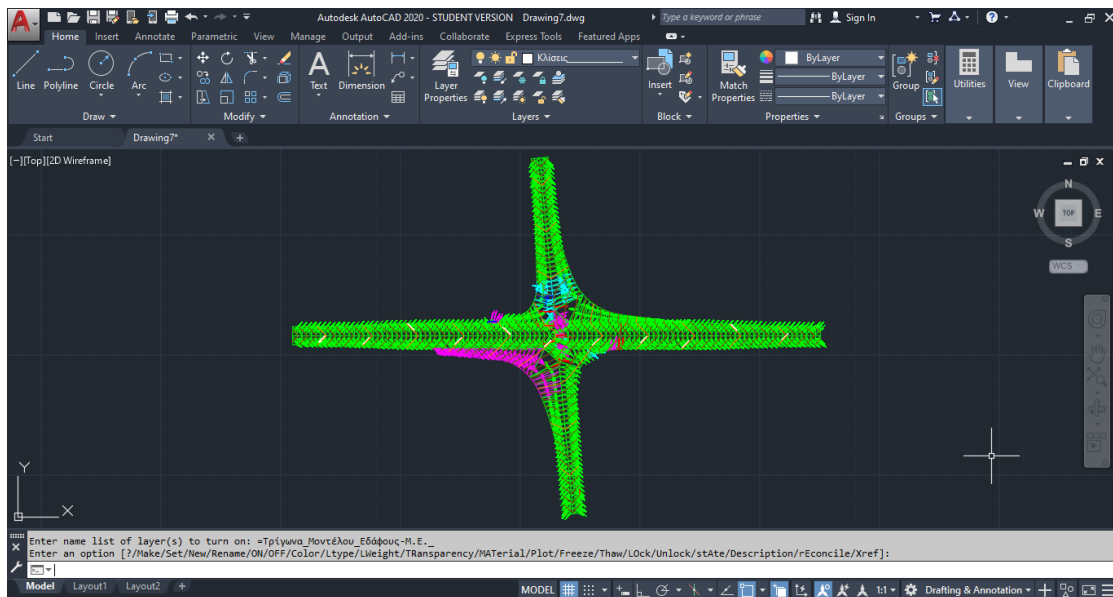 Autodesk AutoCAD 2020 - STUDENT VERSION Drawing7.dwg
Type a keyword or phrase
Sign In
Home Insert Annotate Parametric View Manage Output Add-ins Collaborate Express Tools Featured Apps
Line Polyline Circle Arc
Text Dimension
Layer Properties
Κλίσεις
Insert
Match Properties
ByLayer
ByLayer
ByLayer
Group
Utilities
View
Clipboard
Draw
Modify
Annotation
Layers
Block
Properties
Groups
Start
Drawing7*
[−][Top][2D Wireframe]
N
W TOP E
S
WCS
Y
X
Enter name list of layer(s) to turn on: =Τρίγωνα_Μοντέλου_Εδάφους-Μ.Ε._
Enter an option [?/Make/Set/New/Rename/ON/OFF/Color/Ltype/LWeight/TRansparency/MATerial/Plot/Freeze/Thaw/LOck/Unlock/stAte/Description/rEconcile/Xref]:
Model Layout1 Layout2 +
MODEL
1:1
Drafting & Annotation